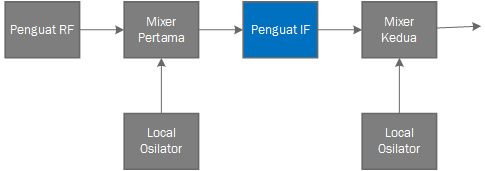 Penguat RF
Mixer
Pertama
Penguat IF
Mixer
Kedua
Local
Osilator
Local
Osilator